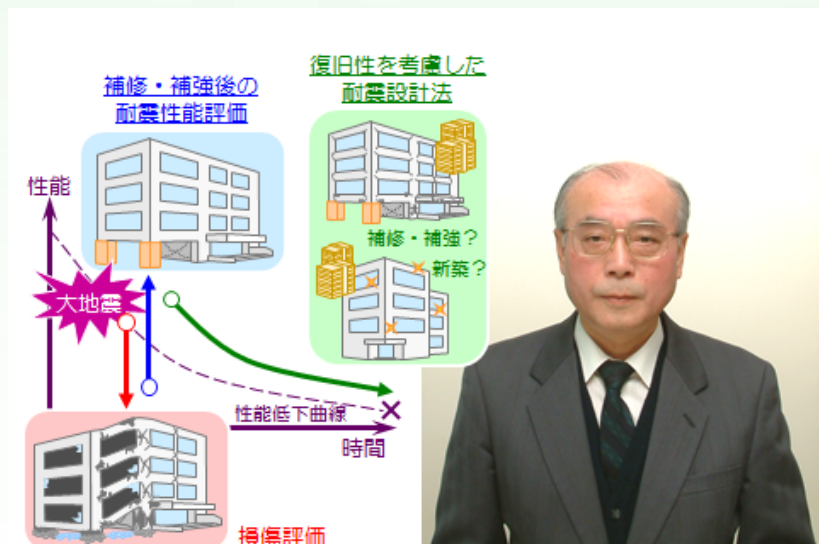 補修・補強後の
耐震性能評価
復旧性を考慮した
耐震設計法
性能
補修・補強？
新築？
大地震
性能低下曲線
時間
損傷評価